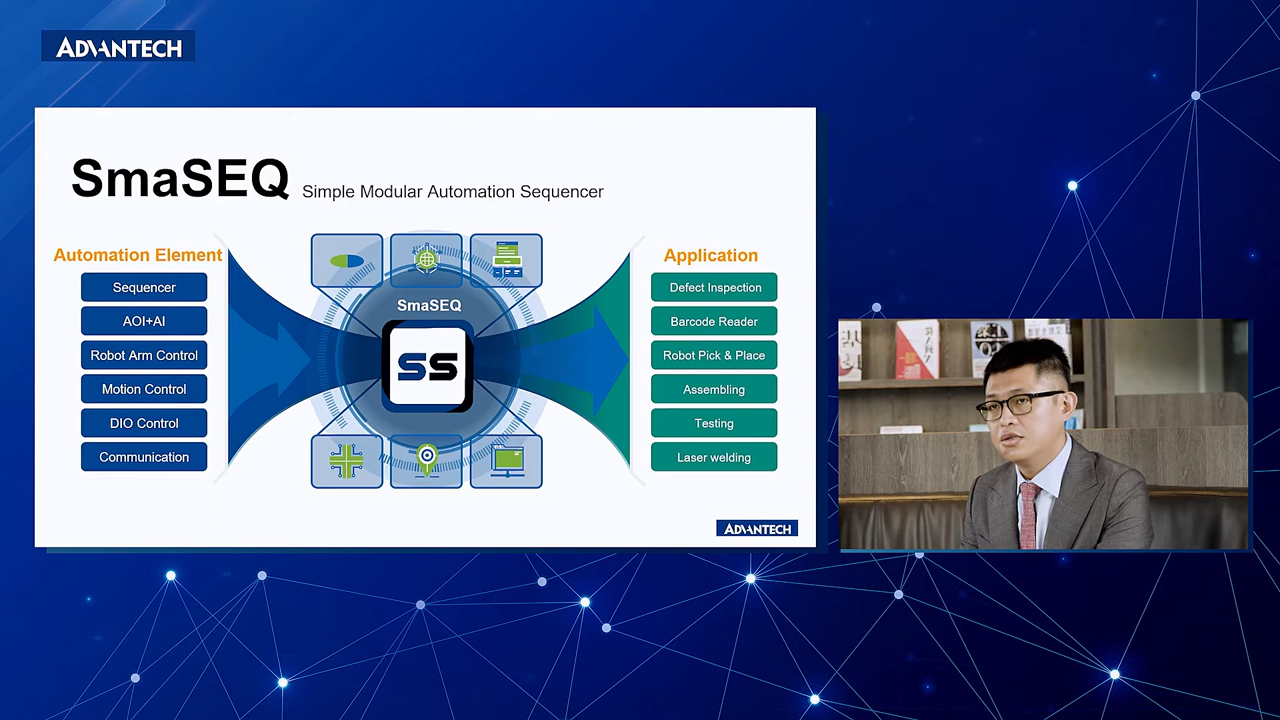 ADVANTECH
SmaSEQ Simple Modular Automation Sequencer
Automation Element
Sequencer
AOI+AI
Robot Arm Control
Motion Control
DIO Control
Communication
SmaSEQ
SS
Application
Defect Inspection
Barcode Reader
Robot Pick & Place
Assembling
Testing
Laser welding
ADVANTECH